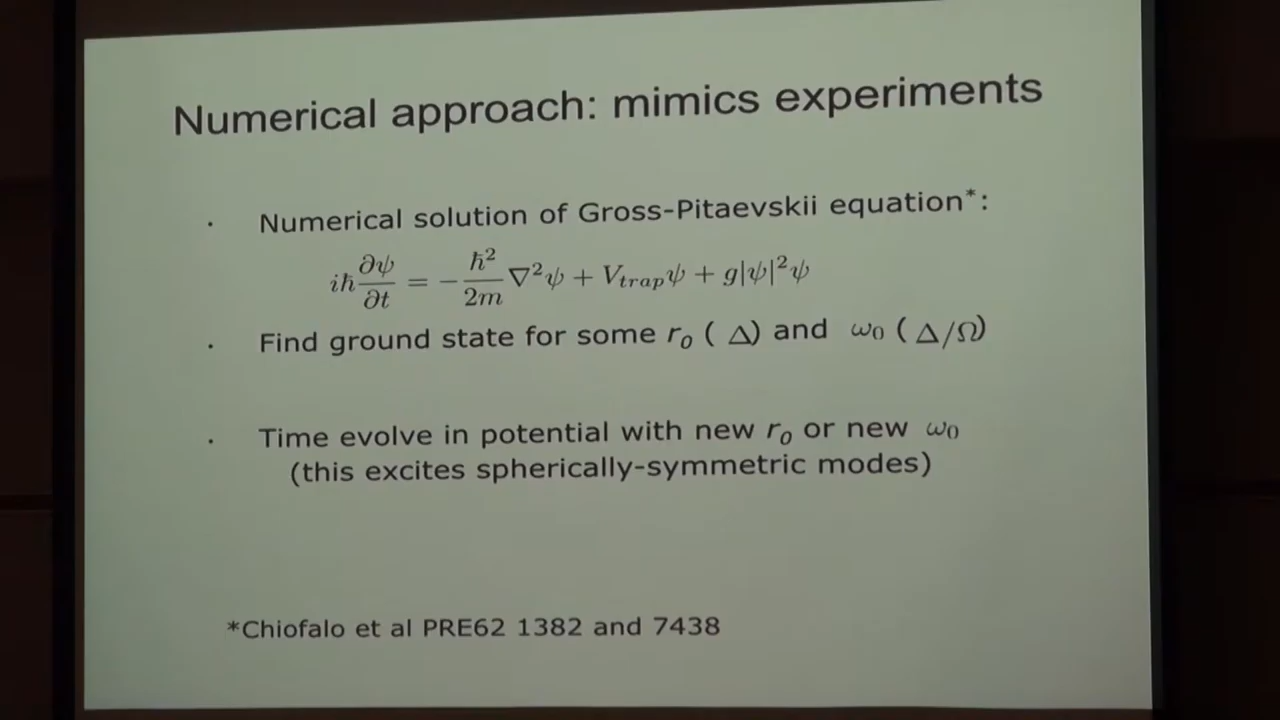 Numerical approach: mimics experiments
· Numerical solution of Gross-Pitaevskii equation*:
iħ ∂ψ/∂t = − ħ²/2m ∇²ψ + V_trap ψ + g|ψ|²ψ
· Find ground state for some r_o ( Δ) and ω₀ ( Δ/Ω)
· Time evolve in potential with new r_o or new ω₀
(this excites spherically-symmetric modes)
*Chiofalo et al PRE62 1382 and 7438